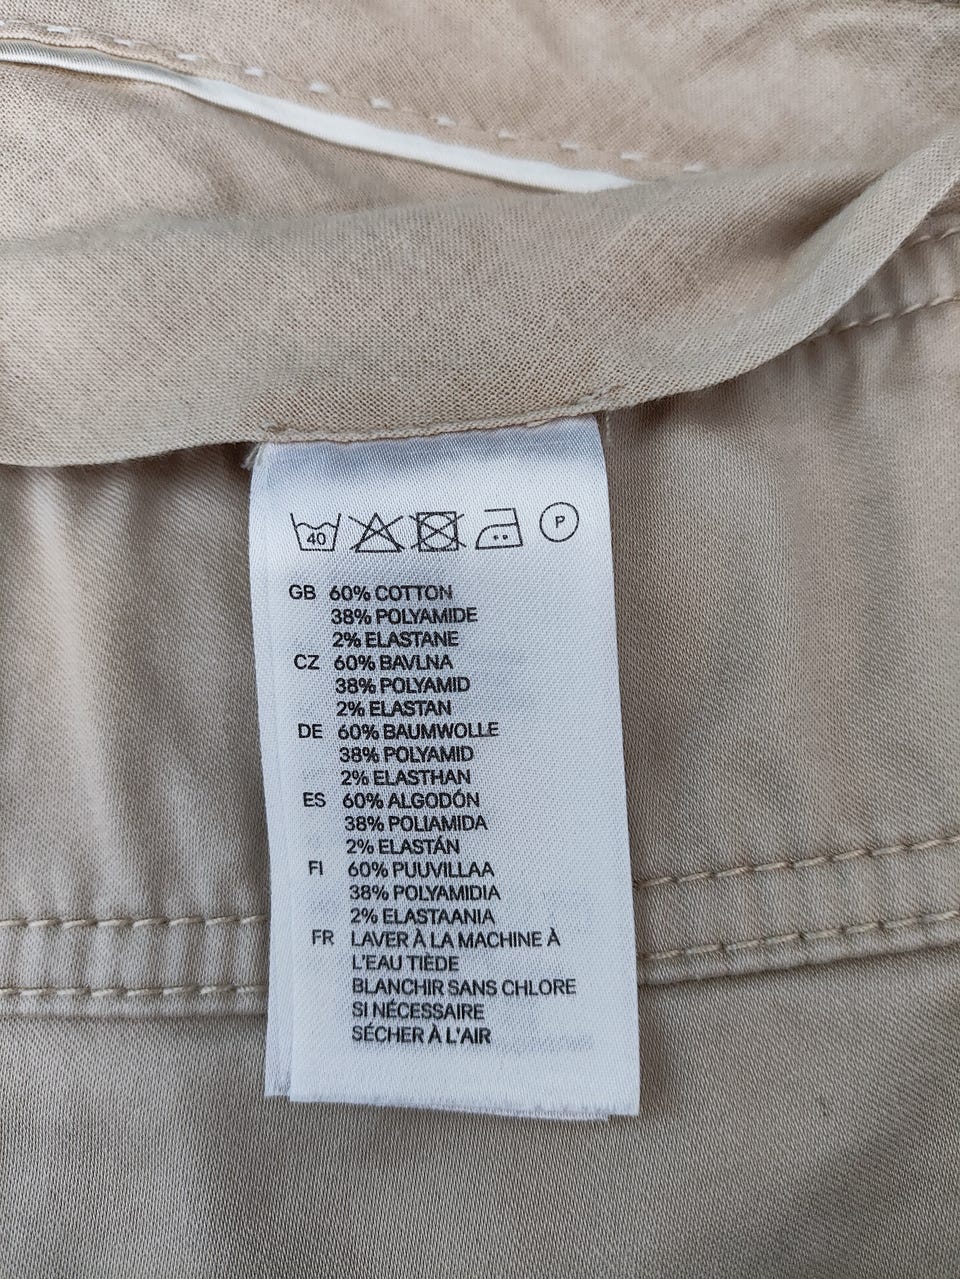 40 P
GB 60% COTTON
38% POLYAMIDE
2% ELASTANE
CZ 60% BAVLNA
38% POLYAMID
2% ELASTAN
DE 60% BAUMWOLLE
38% POLYAMID
2% ELASTHAN
ES 60% ALGODÓN
38% POLIAMIDA
2% ELASTÁN
FI 60% PUUVILLAA
38% POLYAMIDIA
2% ELASTAANIA
FR LAVER À LA MACHINE À
L'EAU TIÈDE
BLANCHIR SANS CHLORE
SI NÉCESSAIRE
SÉCHER À L'AIR